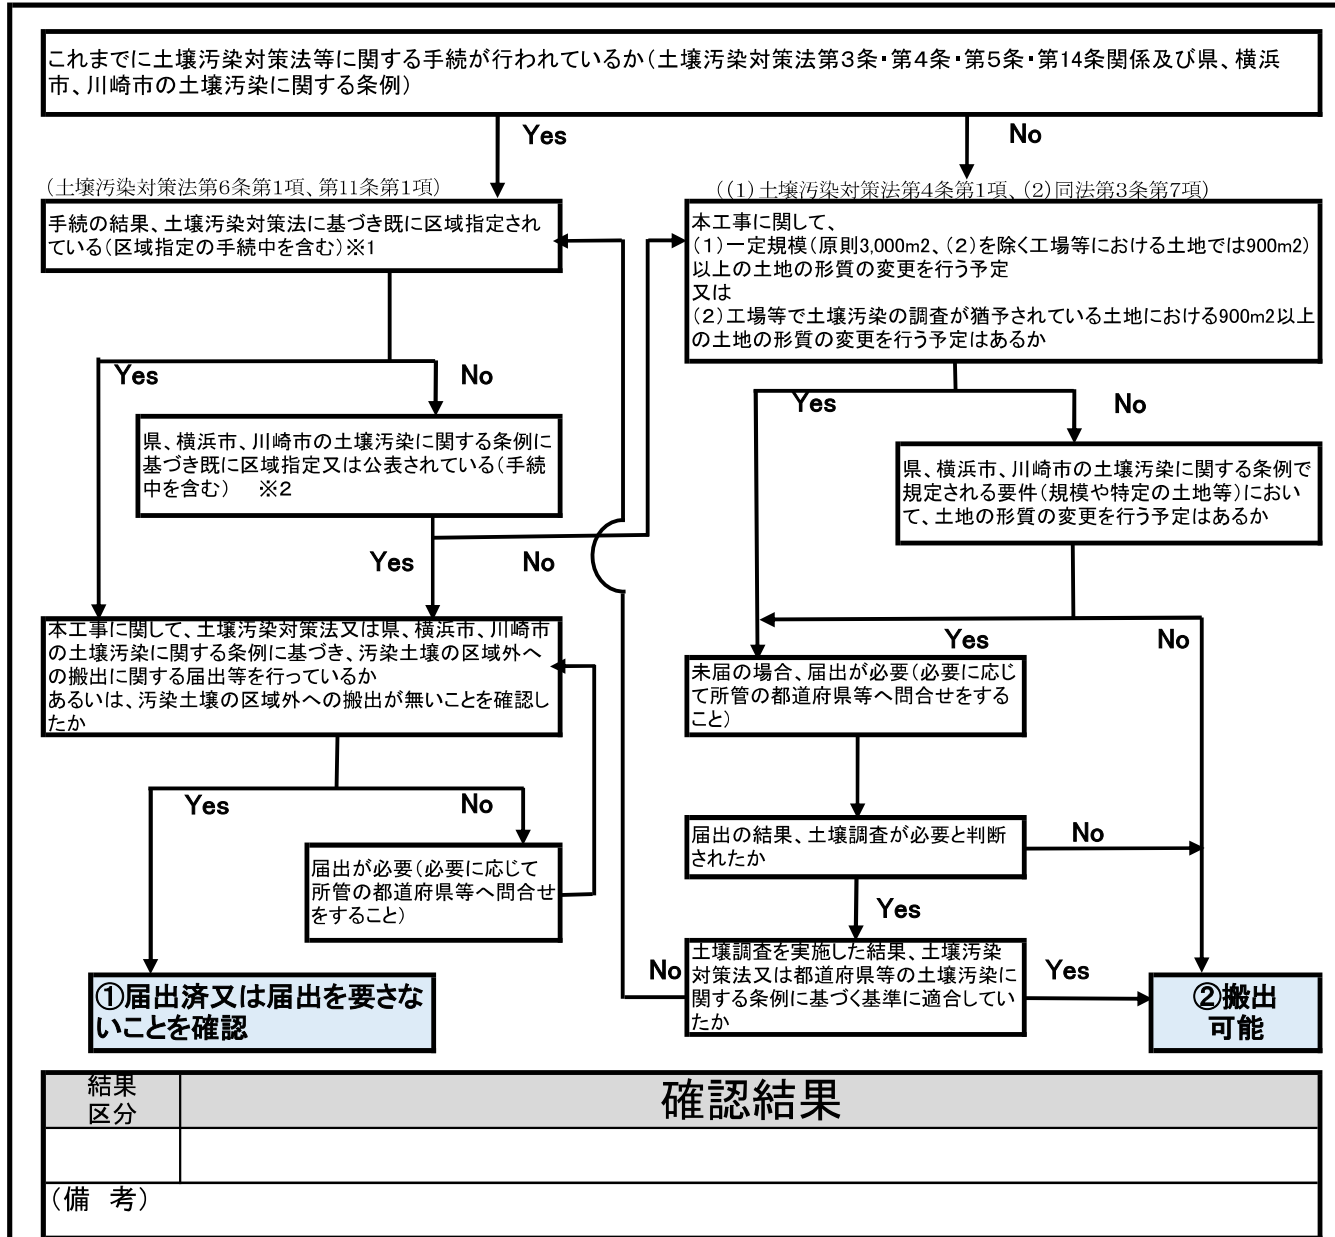 これまでに土壌汚染対策法等に関する手続が行われているか（土壌汚染対策法第３条・第４条・第５条・第14条関係及び県、横浜
市、川崎市の土壌汚染に関する条例）
Yes
No
（土壌汚染対策法第6条第1項、第11条第1項）
手続の結果、土壌汚染対策法に基づき既に区域指定され
ている（区域指定の手続中を含む）※1
Yes
No
県、横浜市、川崎市の土壌汚染に関する条例に
基づき既に区域指定又は公表されている（手続
中を含む）　※2
Yes
No
本工事に関して、土壌汚染対策法又は県、横浜市、川崎市
の土壌汚染に関する条例に基づき、汚染土壌の区域外へ
の搬出に関する届出等を行っているか
あるいは、汚染土壌の区域外への搬出が無いことを確認し
たか
Yes
No
届出が必要（必要に応じて
所管の都道府県等へ問合せ
をすること）
①届出済又は届出を要さな
いことを確認
（(1)土壌汚染対策法第4条第1項、(2)同法第3条第7項）
本工事に関して、
（１）一定規模（原則3,000m2、（２）を除く工場等における土地では900m2）
以上の土地の形質の変更を行う予定
又は
（２）工場等で土壌汚染の調査が猶予されている土地における900m2以上
の土地の形質の変更を行う予定はあるか
Yes
No
県、横浜市、川崎市の土壌汚染に関する条例で
規定される要件（規模や特定の土地等）におい
て、土地の形質の変更を行う予定はあるか
Yes
No
未届の場合、届出が必要（必要に応じ
て所管の都道府県等へ問合せをする
こと）
届出の結果、土壌調査が必要と判断
されたか
No
Yes
土壌調査を実施した結果、土壌汚染
対策法又は都道府県等の土壌汚染に
関する条例に基づく基準に適合してい
たか
No
Yes
②搬出
可能
結果
区分
確認結果
（備　考）